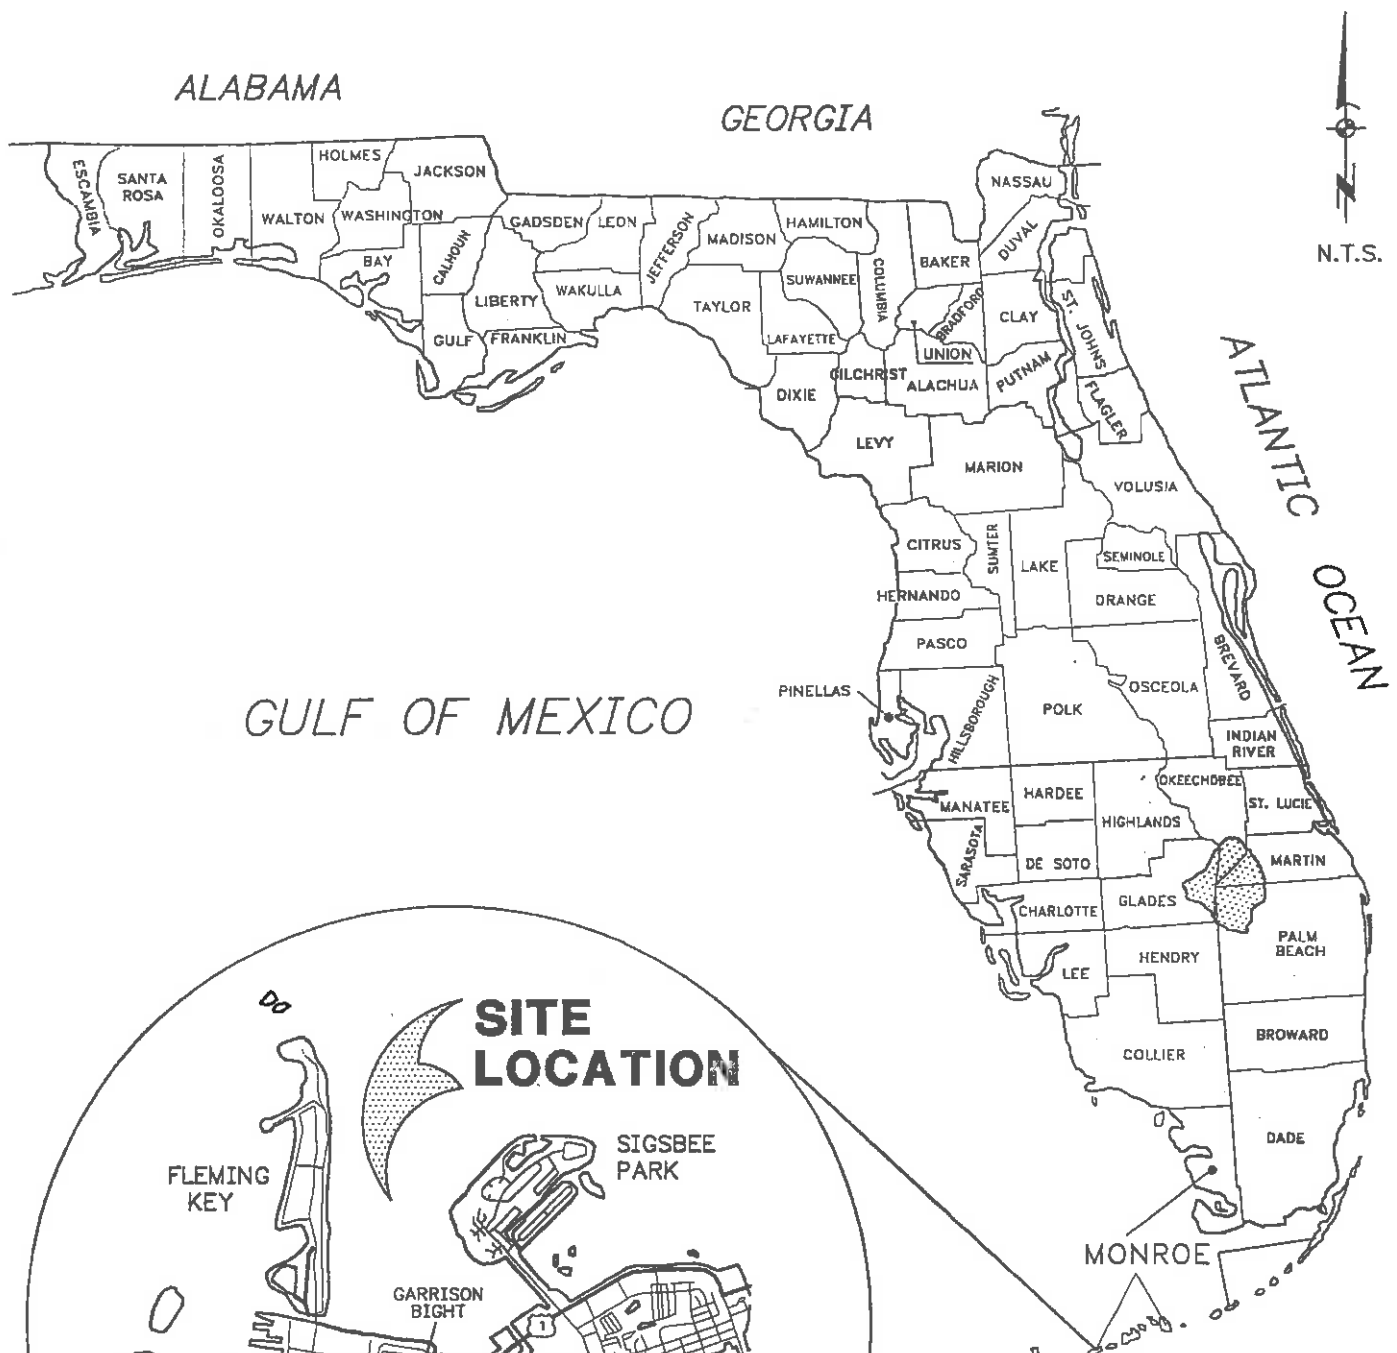 ALABAMA
GEORGIA
N.T.S.
ESCAMBIA
SANTA
ROSA
OKALOOSA
WALTON
HOLMES
WASHINGTON
JACKSON
BAY
CALHOUN
GULF
GADSDEN
LEON
LIBERTY
FRANKLIN
WAKULLA
JEFFERSON
MADISON
TAYLOR
HAMILTON
SUWANNEE
LAFAYETTE
COLUMBIA
DIXIE
GILCHRIST
BAKER
NASSAU
DUVAL
BRADFORD
UNION
CLAY
ST. JOHNS
ALACHUA
PUTNAM
FLAGLER
LEVY
MARION
VOLUSIA
ATLANTIC
OCEAN
CITRUS
SUMTER
LAKE
SEMINOLE
ORANGE
HERNANDO
PASCO
BREVARD
PINELLAS
HILLSBOROUGH
POLK
OSCEOLA
INDIAN
RIVER
GULF OF MEXICO
MANATEE
HARDEE
OKEECHOBEE
ST. LUCIE
HIGHLANDS
SARASOTA
DE SOTO
MARTIN
CHARLOTTE
GLADES
PALM
BEACH
LEE
HENDRY
BROWARD
COLLIER
DADE
MONROE
SITE
LOCATION
SIGSBEE
PARK
FLEMING
KEY
GARRISON
BIGHT
1